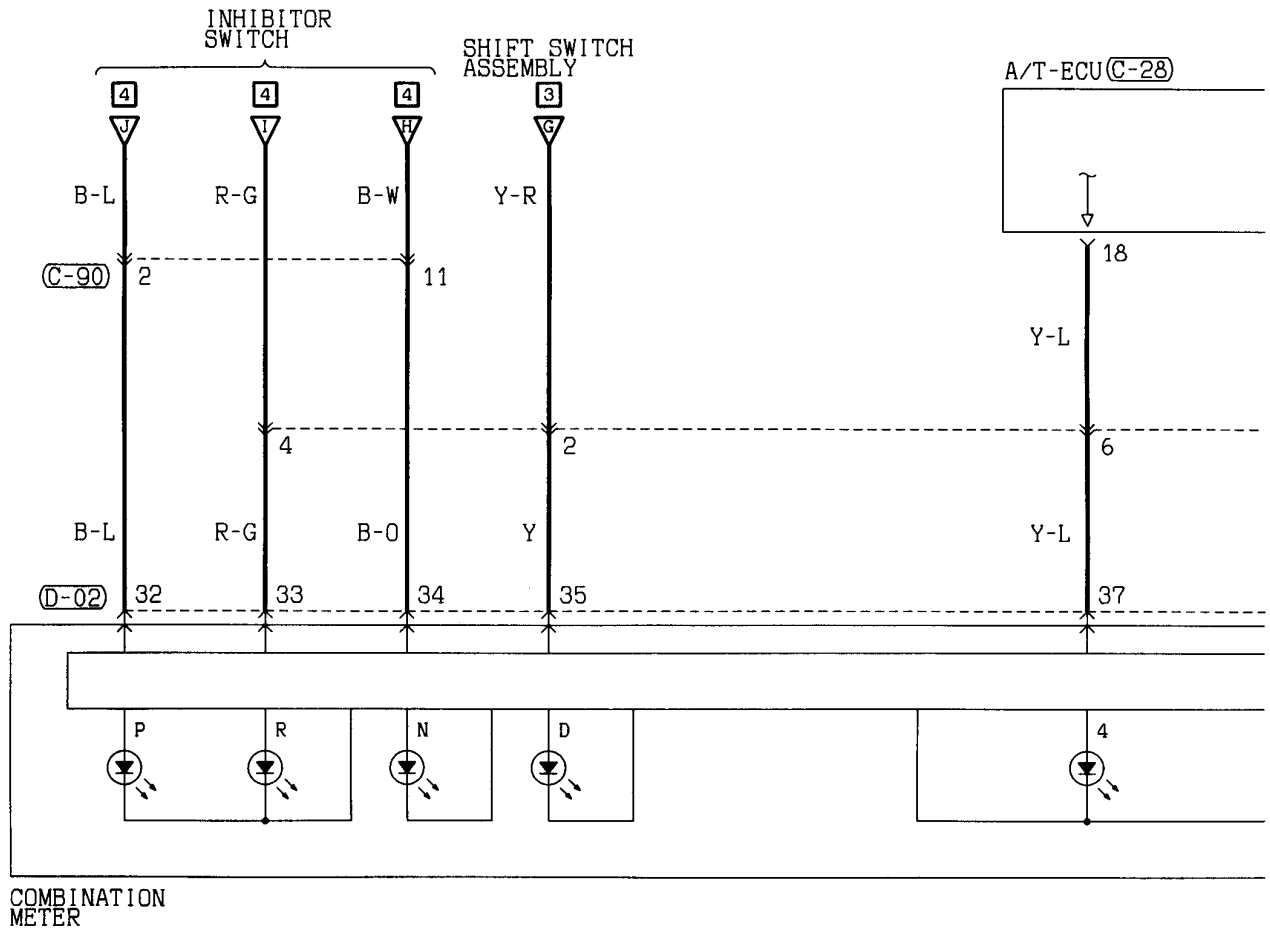 INHIBITOR
SWITCH
SHIFT SWITCH
ASSEMBLY
A/T-ECU C-28
4 4 4 3
J I H G
B-L R-G B-W Y-R
C-90 2 11 18
Y-L
4 2 6
B-L R-G B-O Y Y-L
D-02 32 33 34 35 37
P R N D 4
COMBINATION
METER